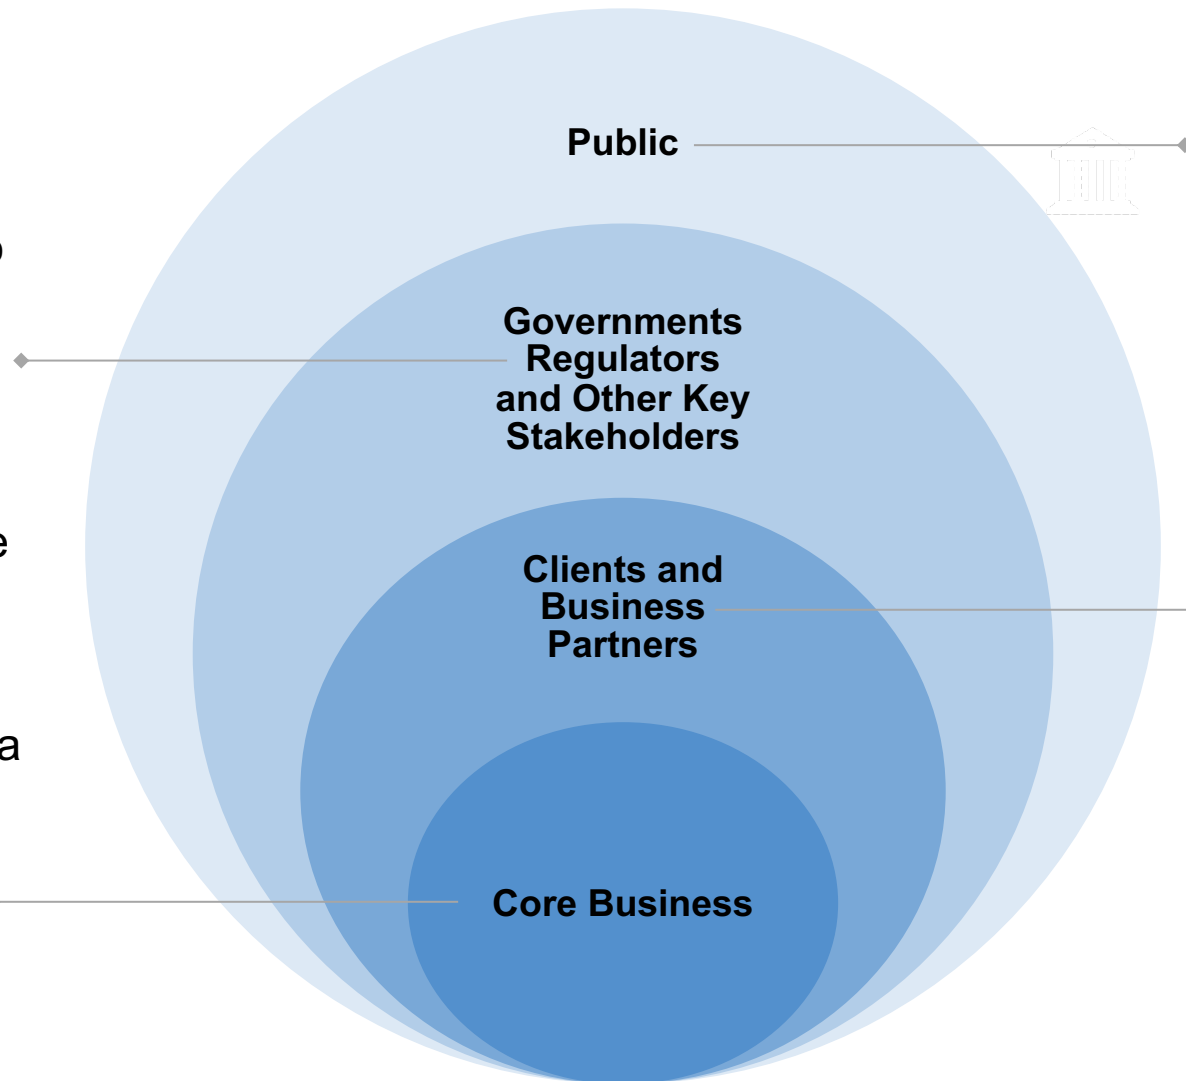 Public
Governments
Regulators
and Other Key
Stakeholders
Clients and
Business
Partners
Core Business